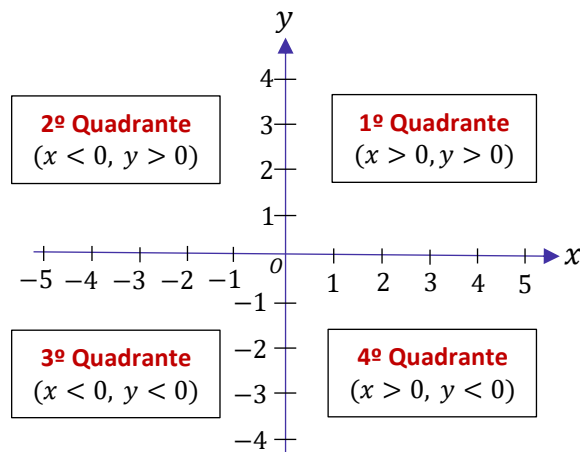 y
4
2º Quadrante
(x < 0, y > 0)
3
1º Quadrante
(x > 0, y > 0)
2
1
−5 −4 −3 −2 −1 O 1 2 3 4 5 x
−1
3º Quadrante
(x < 0, y < 0)
−2
4º Quadrante
(x > 0, y < 0)
−3
−4